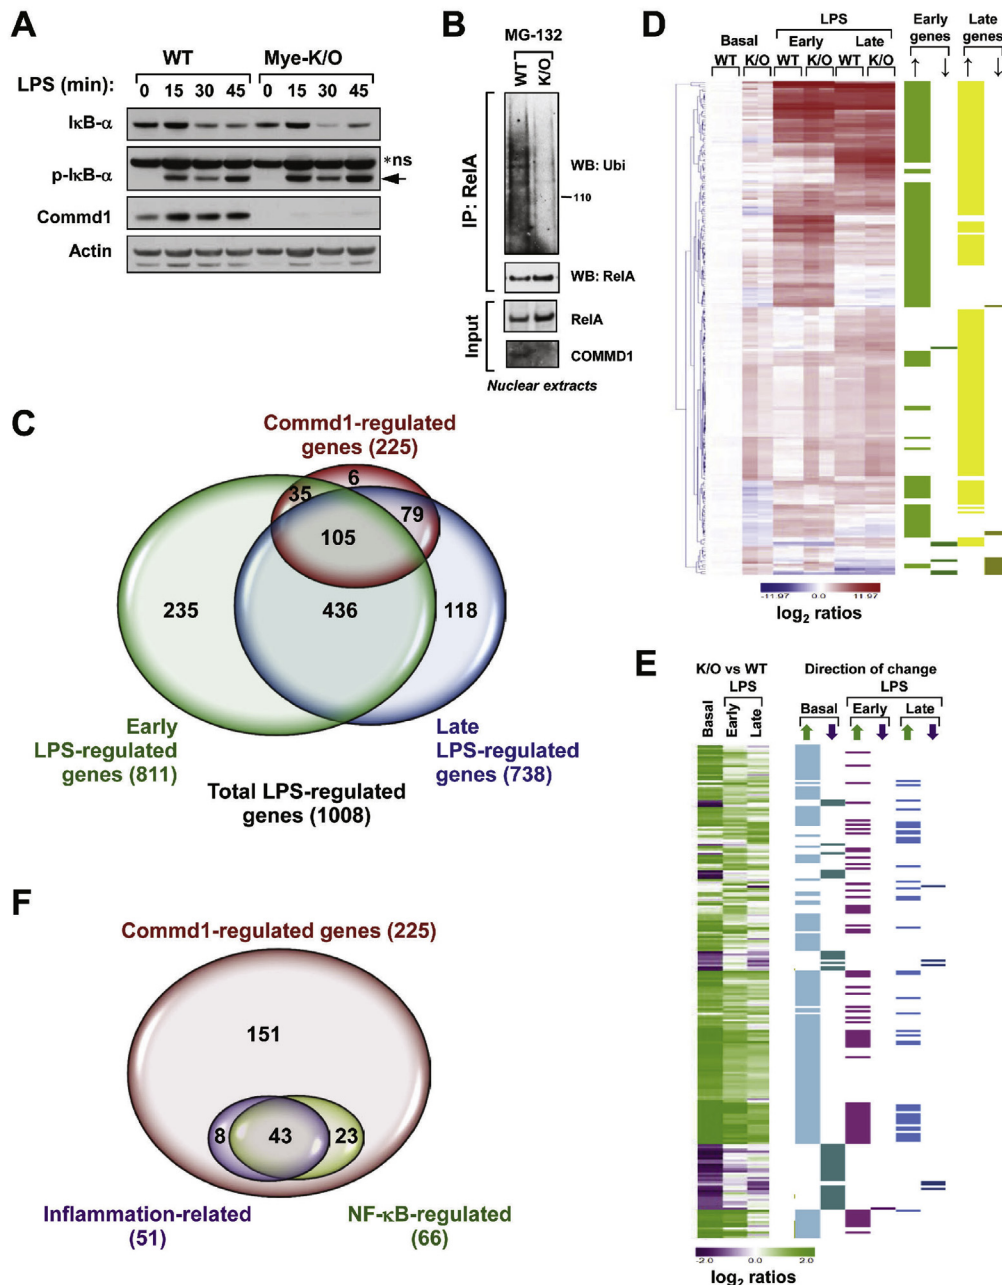 A
WT Mye-K/O
LPS (min): 0 15 30 45 0 15 30 45
IκB-α
*ns
p-IκB-α
Commd1
Actin
B
MG-132
WT K/O
IP: RelA
WB: Ubi
110
WB: RelA
Input
RelA
COMMD1
Nuclear extracts
C
Commd1-regulated
genes (225)
6
35
79
105
235
436
118
Early
LPS-regulated
genes (811)
Late
LPS-regulated
genes (738)
Total LPS-regulated
genes (1008)
D
LPS
Basal Early Late
WT K/O WT K/O WT K/O
Early
genes
↑ ↓
Late
genes
↑ ↓
-11.97 0.0 11.97
log2 ratios
E
K/O vs WT
LPS
Basal Early Late
Direction of change
LPS
Basal Early Late
-2.0 0.0 2.0
log2 ratios
F
Commd1-regulated genes (225)
151
8 43 23
Inflammation-related
(51)
NF-κB-regulated
(66)